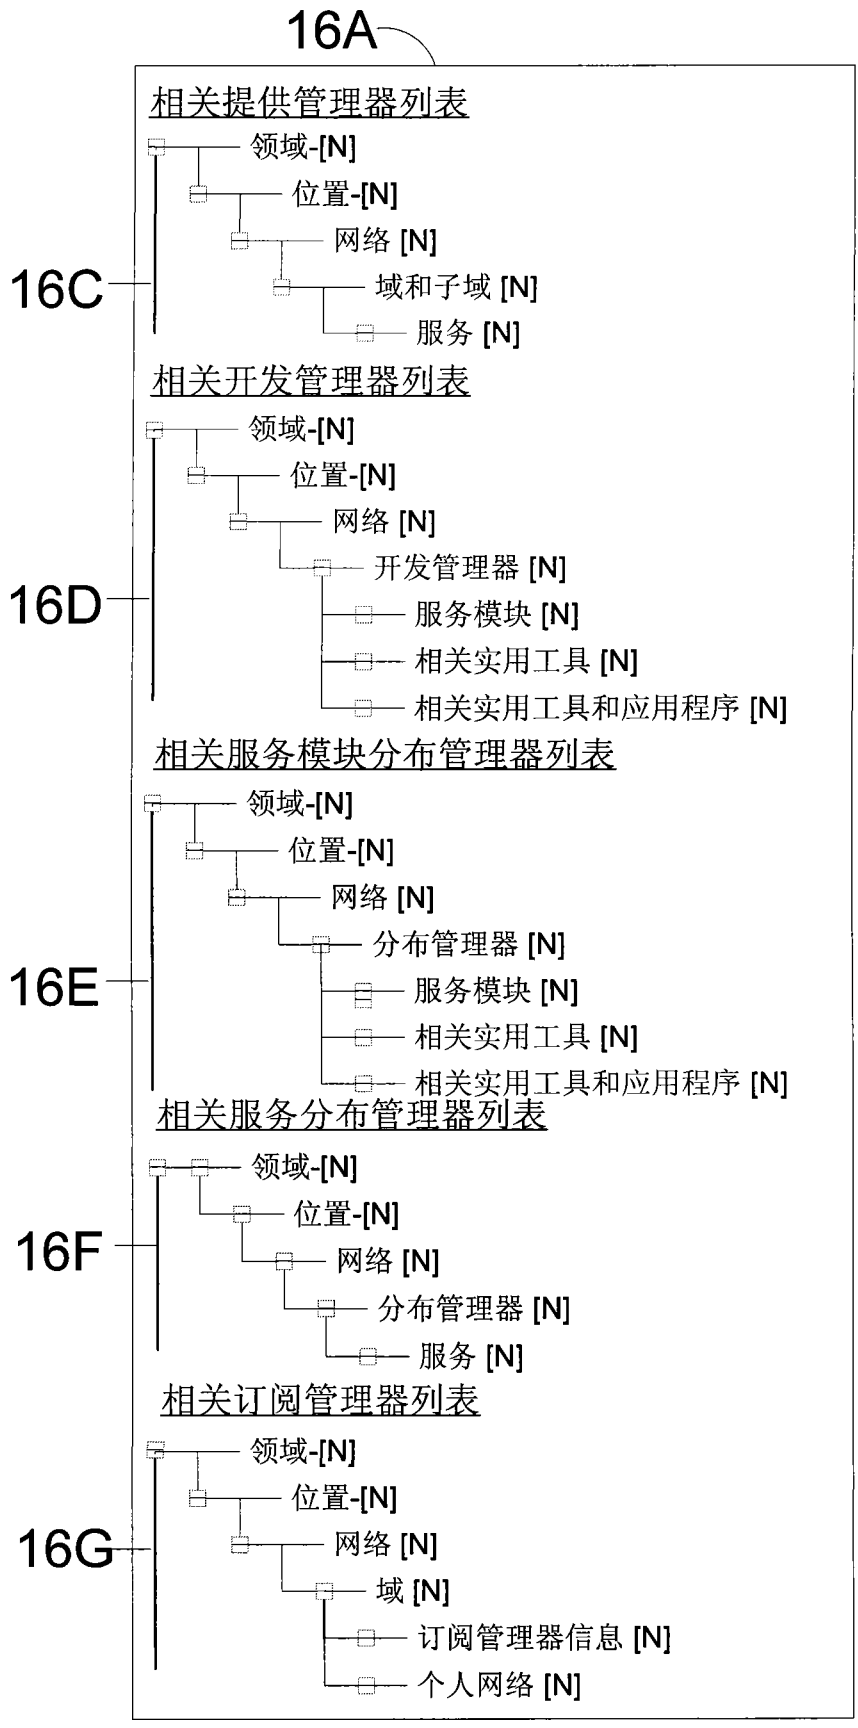 16A
相关提供管理器列表
领域-[N]
位置-[N]
网络 [N]
16C
域和子域 [N]
服务 [N]
相关开发管理器列表
领域-[N]
位置-[N]
网络 [N]
开发管理器 [N]
16D
服务模块 [N]
相关实用工具 [N]
相关实用工具和应用程序 [N]
相关服务模块分布管理器列表
领域-[N]
位置-[N]
网络 [N]
分布管理器 [N]
16E
服务模块 [N]
相关实用工具 [N]
相关实用工具和应用程序 [N]
相关服务分布管理器列表
领域-[N]
位置-[N]
16F
网络 [N]
分布管理器 [N]
服务 [N]
相关订阅管理器列表
领域-[N]
位置-[N]
网络 [N]
16G
域 [N]
订阅管理器信息 [N]
个人网络 [N]